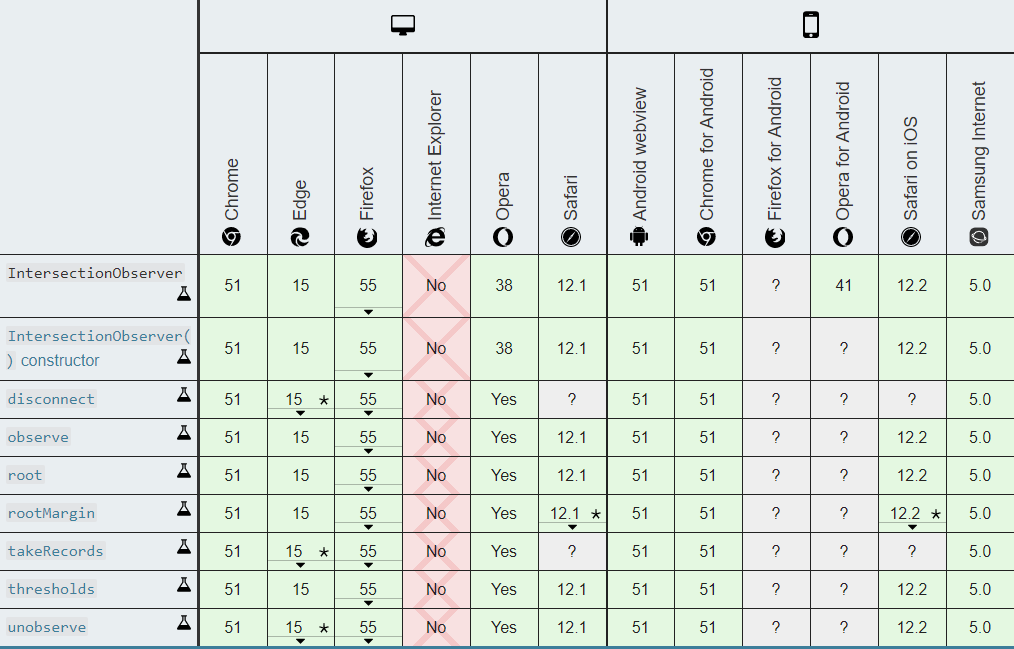 Chrome Edge Firefox Internet Explorer Opera Safari Android webview Chrome for Android Firefox for Android Opera for Android Safari on iOS Samsung Internet
IntersectionObserver 51 15 55 No 38 12.1 51 51 ? 41 12.2 5.0
IntersectionObserver(
) constructor 51 15 55 No 38 12.1 51 51 ? ? 12.2 5.0
disconnect 51 15 * 55 No Yes ? 51 51 ? ? ? 5.0
observe 51 15 55 No Yes 12.1 51 51 ? ? 12.2 5.0
root 51 15 55 No Yes 12.1 51 51 ? ? 12.2 5.0
rootMargin 51 15 55 No Yes 12.1 * 51 51 ? ? 12.2 * 5.0
takeRecords 51 15 * 55 No Yes ? 51 51 ? ? ? 5.0
thresholds 51 15 55 No Yes 12.1 51 51 ? ? 12.2 5.0
unobserve 51 15 * 55 No Yes 12.1 51 51 ? ? 12.2 5.0